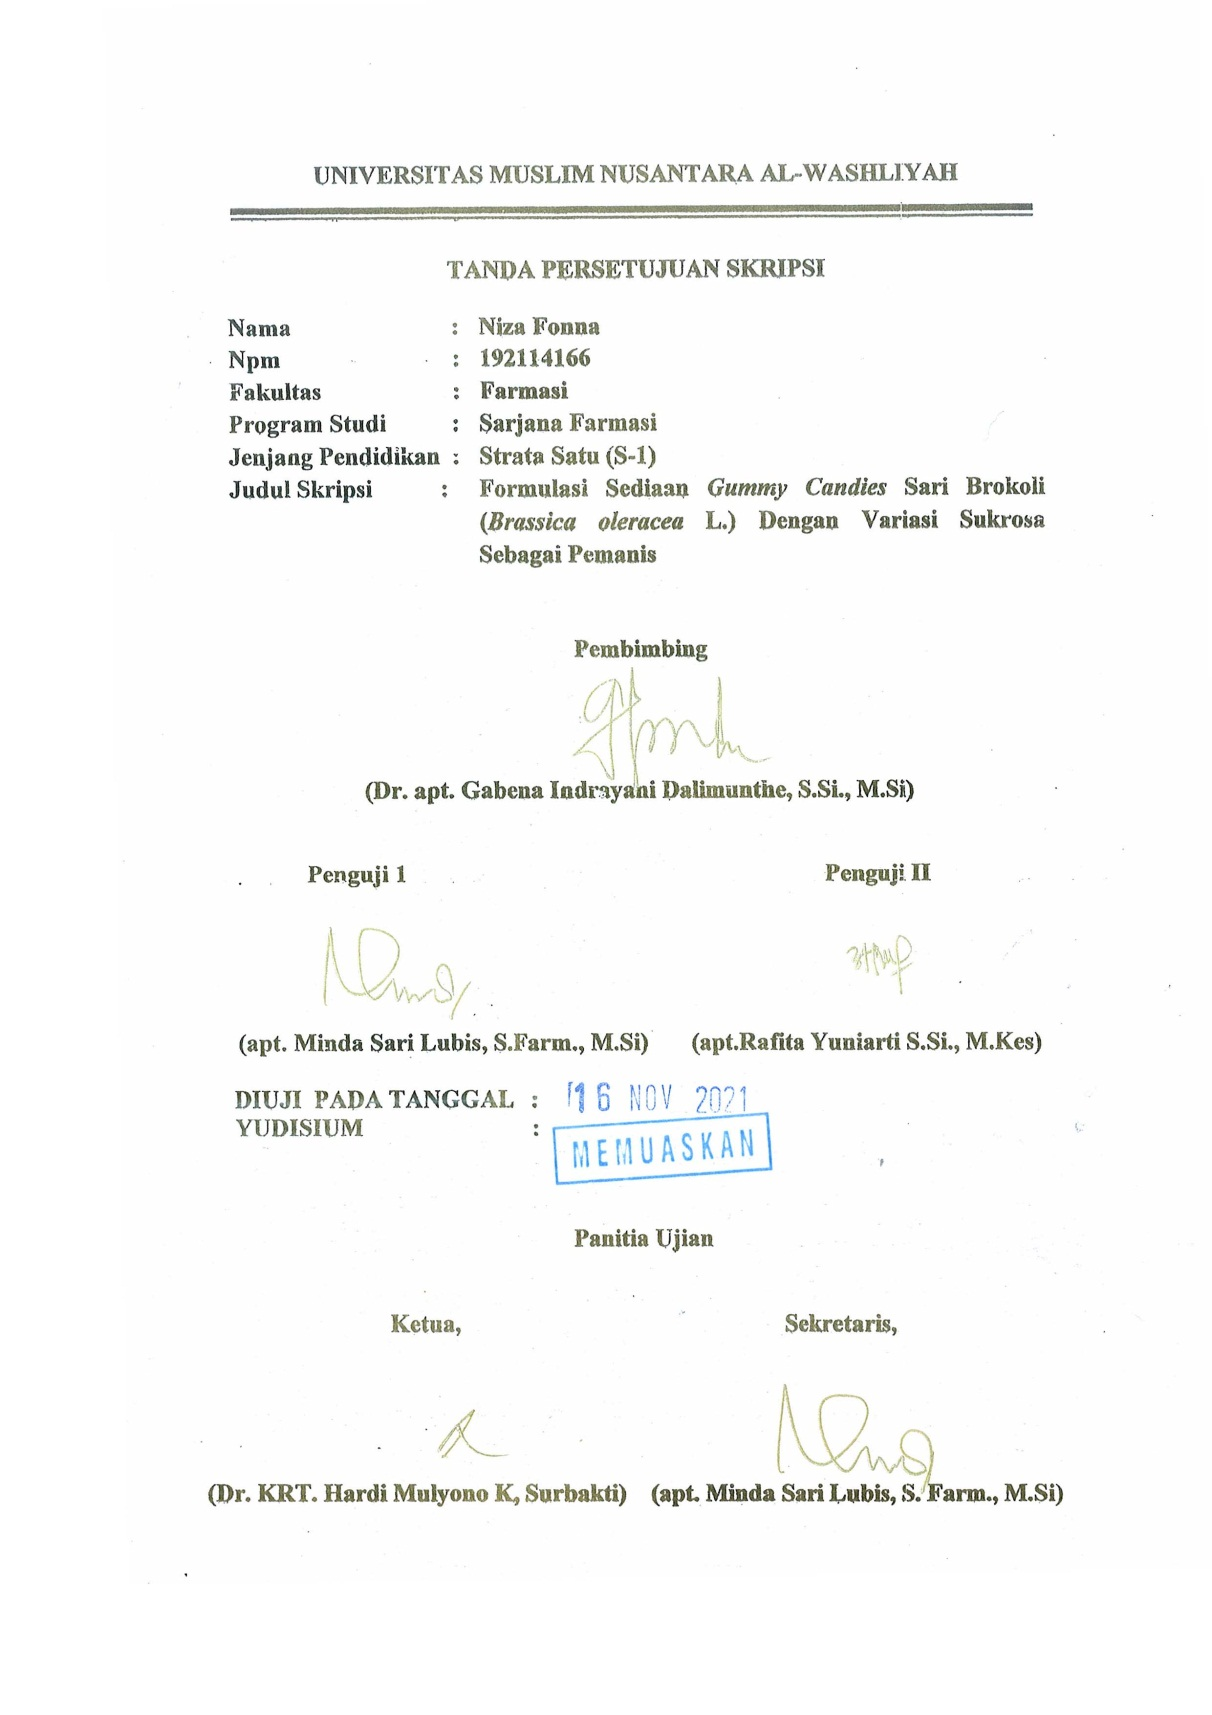 UNIVERSITAS MUSLIM NUSANTARA AL-WASHLIYAH
TANDA PERSETUJUAN SKRIPSI
Nama : Niza Fonna
Npm : 192114166
Fakultas : Farmasi
Program Studi : Sarjana Farmasi
Jenjang Pendidikan : Strata Satu (S-1)
Judul Skripsi : Formulasi Sediaan Gummy Candies Sari Brokoli
(Brassica oleracea L.) Dengan Variasi Sukrosa
Sebagai Pemanis
Pembimbing
(Dr. apt. Gabena Indrayani Dalimunthe, S.Si., M.Si)
Penguji 1 Penguji II
(apt. Minda Sari Lubis, S.Farm., M.Si) (apt.Rafita Yuniarti S.Si., M.Kes)
DIUJI PADA TANGGAL : 16 NOV 2021
YUDISIUM : MEMUASKAN
Panitia Ujian
Ketua, Sekretaris,
(Dr. KRT. Hardi Mulyono K, Surbakti) (apt. Minda Sari Lubis, S. Farm., M.Si)